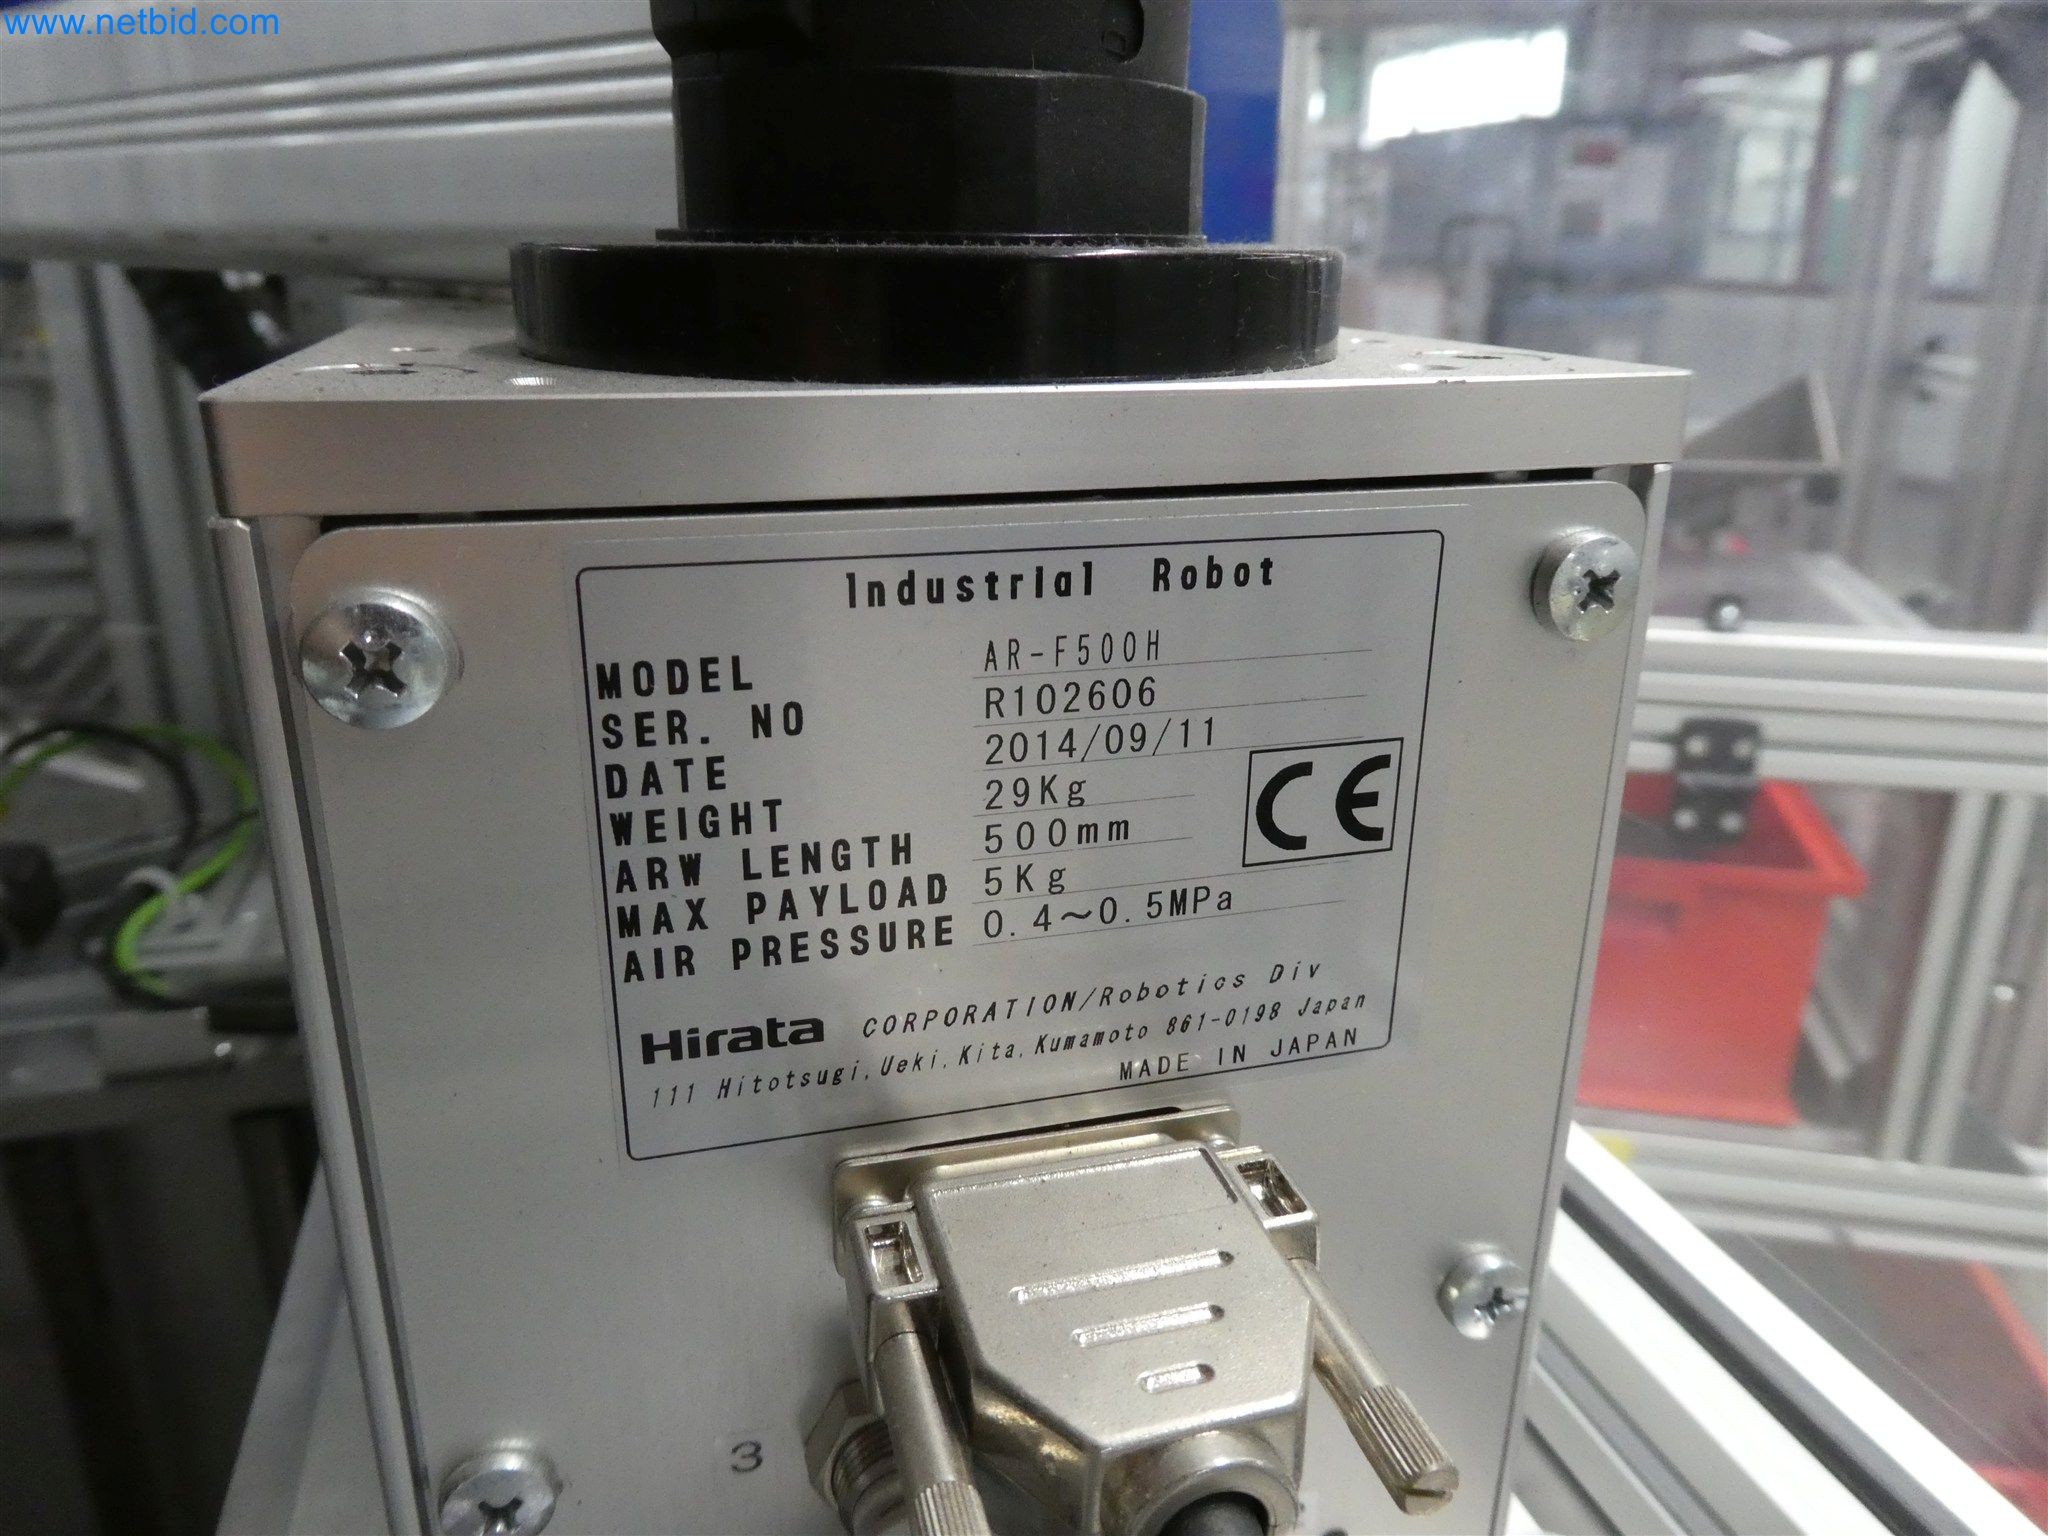 www.netbid.com
Industrial Robot
MODEL AR-F500H
SER. NO R102606
DATE 2014/09/11
WEIGHT 29Kg
ARW LENGTH 500mm
MAX PAYLOAD 5Kg
AIR PRESSURE 0.4~0.5MPa
CE
Hirata CORPORATION/Robotics Div
111 Hitotsugi, Ueki, Kita, Kumamoto 861-0198 Japan
MADE IN JAPAN
3